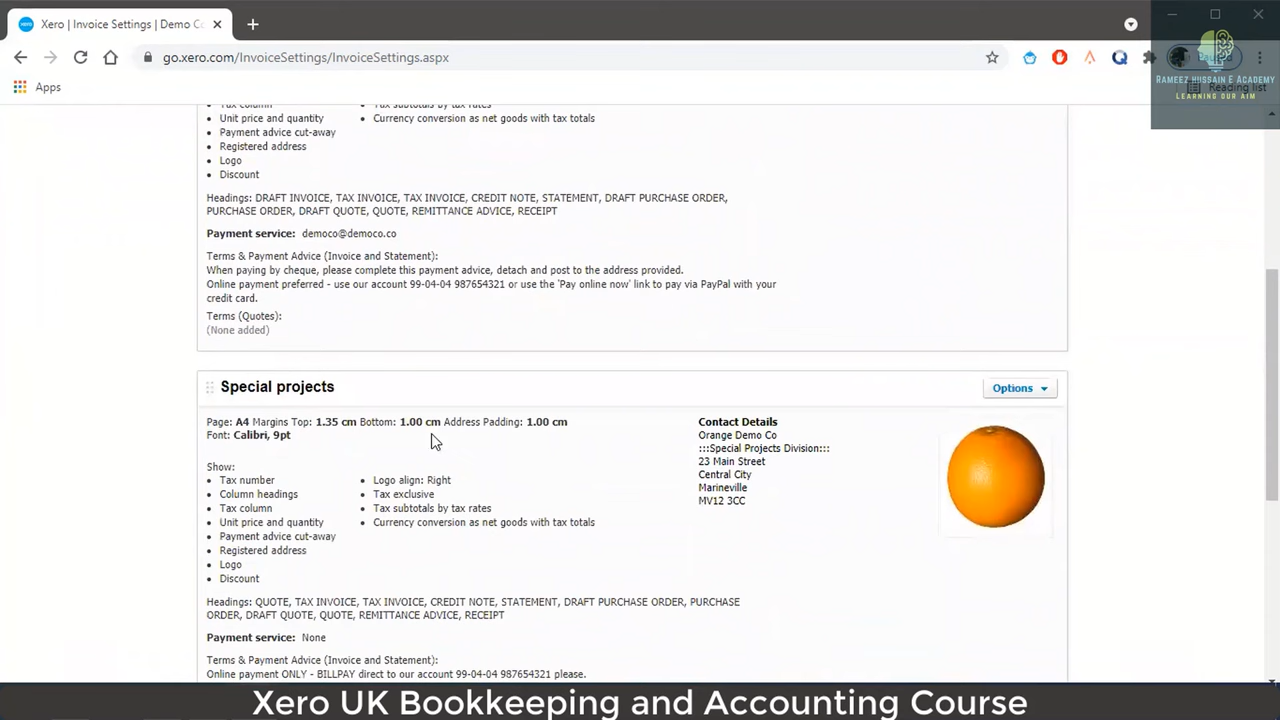 Xero | Invoice Settings | Demo Co
go.xero.com/InvoiceSettings/InvoiceSettings.aspx
Apps
Reading list
RAMEEZ HUSSAIN E ACADEMY
LEARNING OUR AIM
Tax column
Tax subtotals by tax rates
Unit price and quantity
Currency conversion as net goods with tax totals
Payment advice cut-away
Registered address
Logo
Discount
Headings: DRAFT INVOICE, TAX INVOICE, TAX INVOICE, CREDIT NOTE, STATEMENT, DRAFT PURCHASE ORDER,
PURCHASE ORDER, DRAFT QUOTE, QUOTE, REMITTANCE ADVICE, RECEIPT
Payment service: democo@democo.co
Terms & Payment Advice (Invoice and Statement):
When paying by cheque, please complete this payment advice, detach and post to the address provided.
Online payment preferred - use our account 99-04-04 987654321 or use the 'Pay online now' link to pay via PayPal with your
credit card.
Terms (Quotes):
(None added)
Special projects
Options
Page: A4 Margins Top: 1.35 cm Bottom: 1.00 cm Address Padding: 1.00 cm
Font: Calibri, 9pt
Show:
Tax number
Column headings
Tax column
Unit price and quantity
Payment advice cut-away
Registered address
Logo
Discount
Logo align: Right
Tax exclusive
Tax subtotals by tax rates
Currency conversion as net goods with tax totals
Contact Details
Orange Demo Co
:::Special Projects Division:::
23 Main Street
Central City
Marineville
MV12 3CC
Headings: QUOTE, TAX INVOICE, TAX INVOICE, CREDIT NOTE, STATEMENT, DRAFT PURCHASE ORDER, PURCHASE
ORDER, DRAFT QUOTE, QUOTE, REMITTANCE ADVICE, RECEIPT
Payment service: None
Terms & Payment Advice (Invoice and Statement):
Online payment ONLY - BILLPAY direct to our account 99-04-04 987654321 please.
Xero UK Bookkeeping and Accounting Course